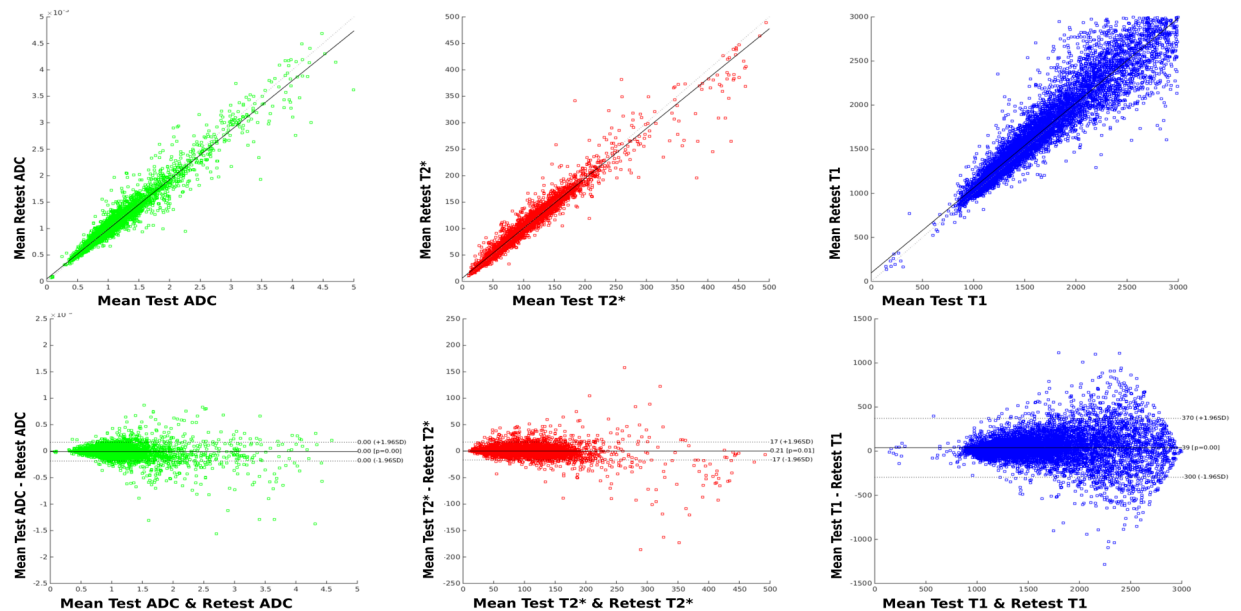 5 ×10⁻³
4.5
4
3.5
3
2.5
2
1.5
1
0.5
0
0 0.5 1 1.5 2 2.5 3 3.5 4 4.5 5
Mean Retest ADC
Mean Test ADC
500
450
400
350
300
250
200
150
100
50
0
0 50 100 150 200 250 300 350 400 450 500
Mean Retest T2*
Mean Test T2*
3000
2500
2000
1500
1000
500
0
0 500 1000 1500 2000 2500 3000
Mean Retest T1
Mean Test T1
2.5
2
1.5
1
0.5
0
-0.5
-1
-1.5
-2
-2.5
0 0.5 1 1.5 2 2.5 3 3.5 4 4.5 5
0.00 (+1.96SD)
0.00 [p=0.00]
0.00 (-1.96SD)
Mean Test ADC - Retest ADC
Mean Test ADC & Retest ADC
250
200
150
100
50
0
-50
-100
-150
-200
-250
0 50 100 150 200 250 300 350 400 450 500
17 (+1.96SD)
0.21 [p=0.01]
-17 (-1.96SD)
Mean Test T2* - Retest T2*
Mean Test T2* & Retest T2*
1500
1000
500
0
-500
-1000
-1500
0 500 1000 1500 2000 2500 3000
370 (+1.96SD)
39 [p=0.00]
-300 (-1.96SD)
Mean Test T1 - Retest T1
Mean Test T1 & Retest T1